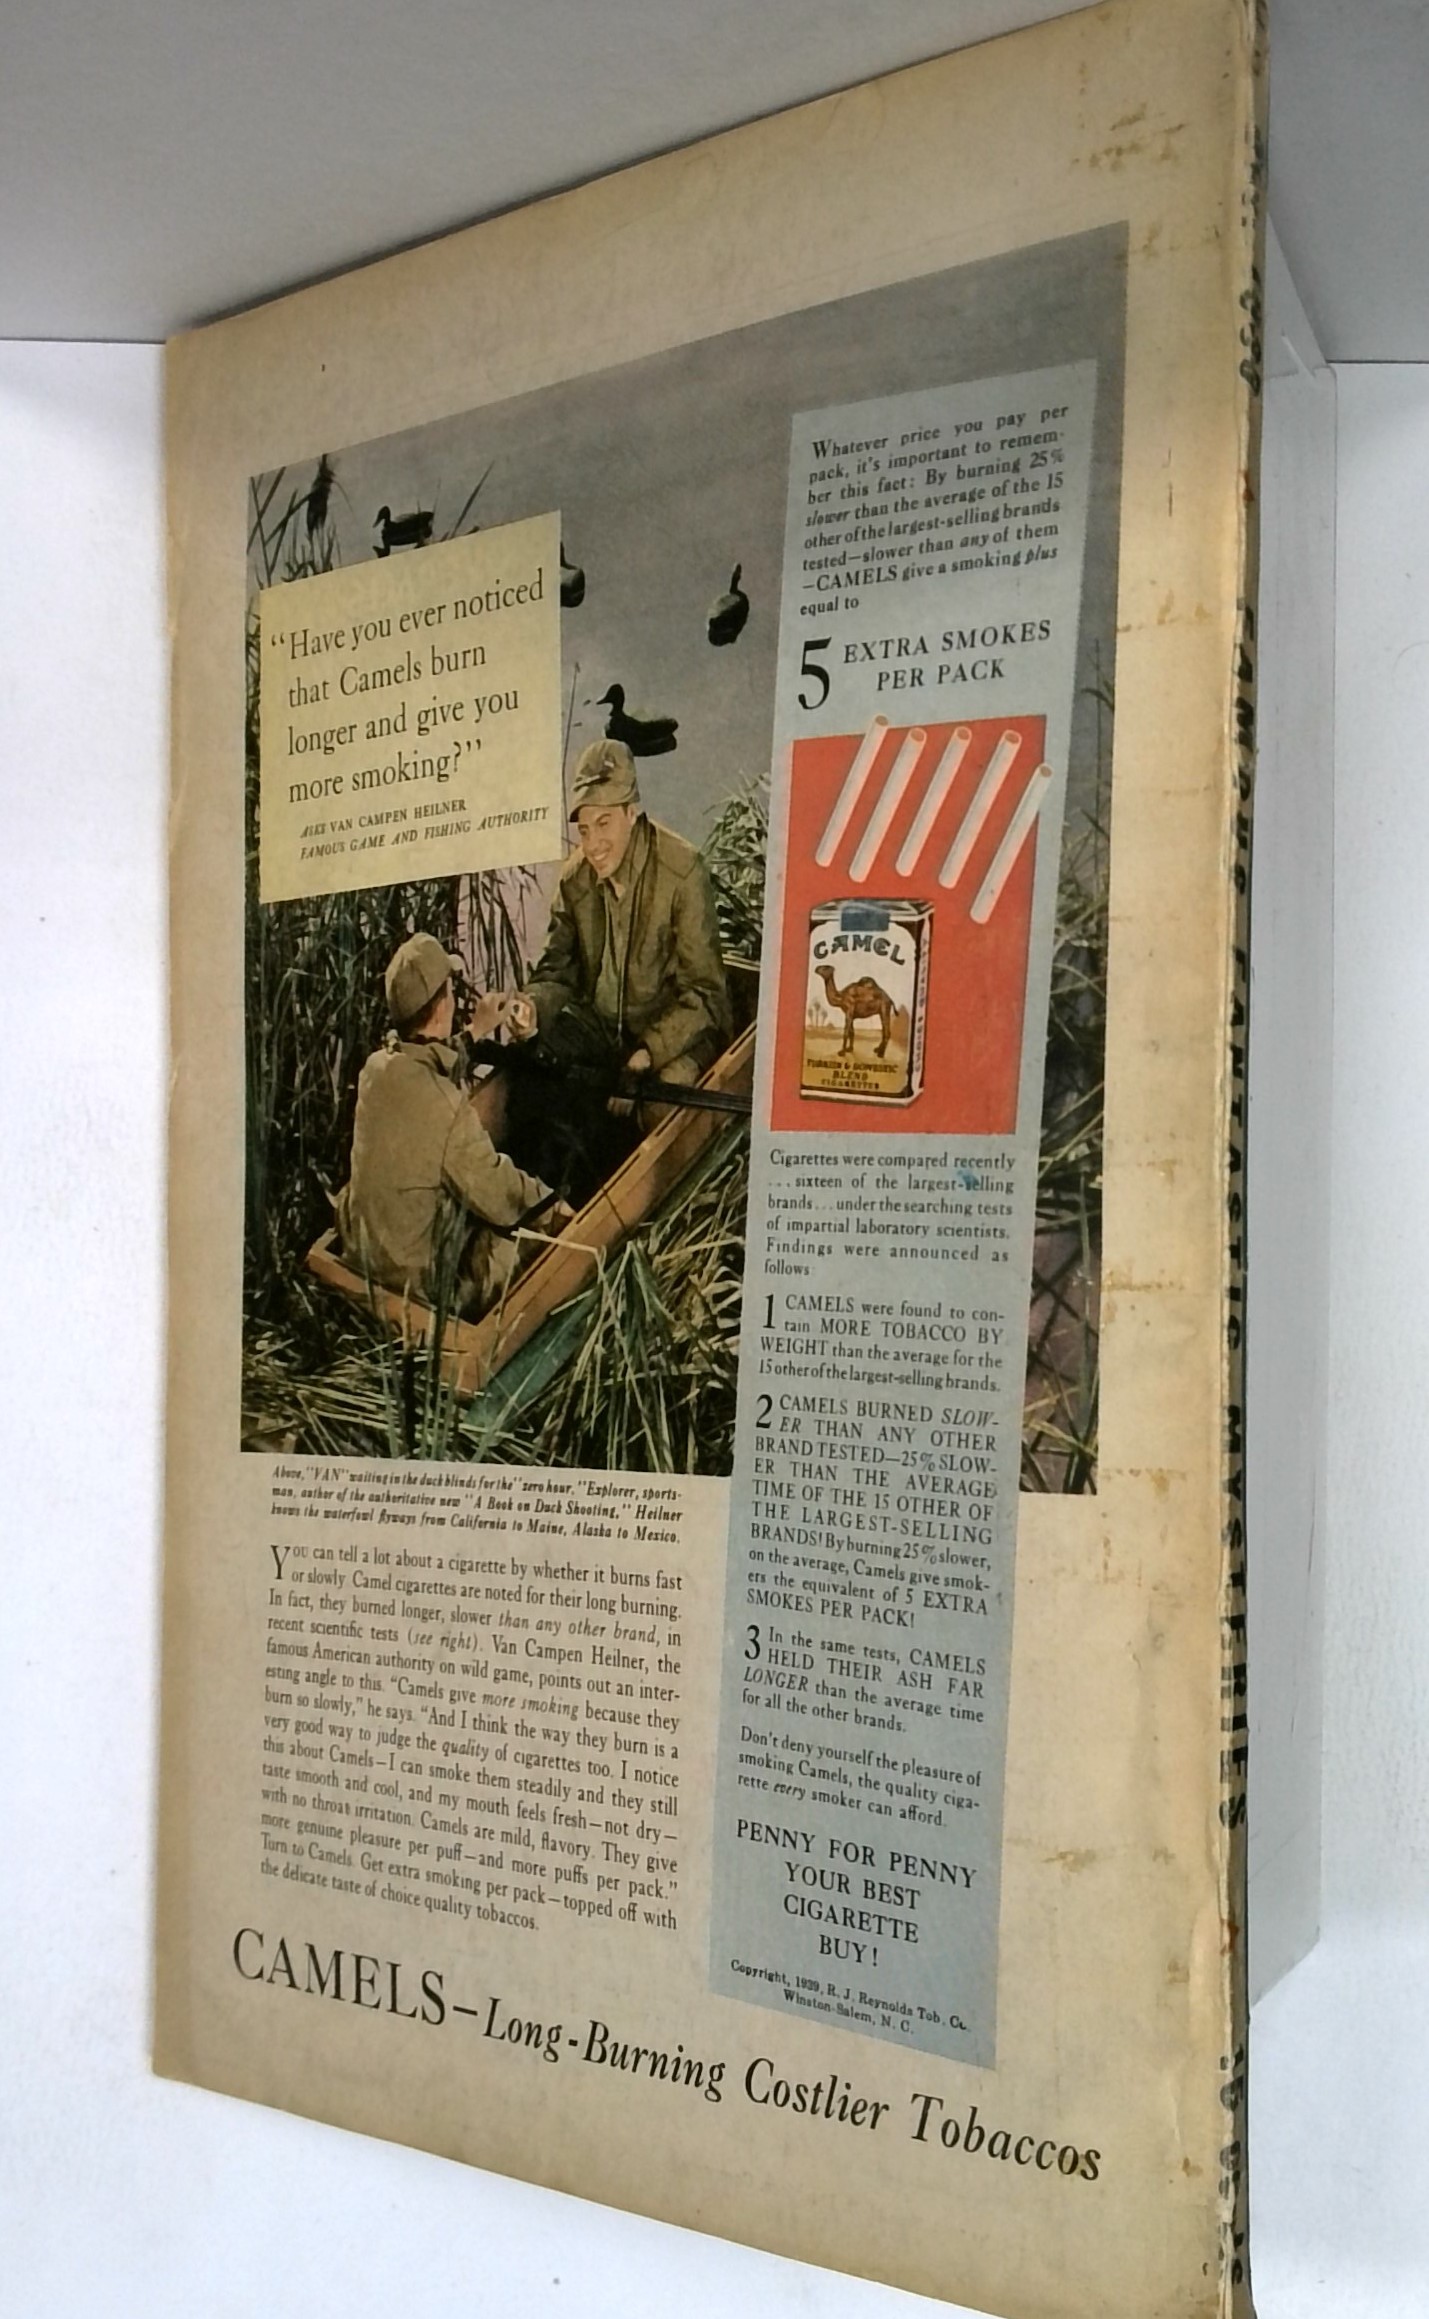 "Have you ever noticed
that Camels burn
longer and give you
more smoking?"
ASKS VAN CAMPEN HEILNER
FAMOUS GAME AND FISHING AUTHORITY
Whatever price you pay per
pack, it's important to remem-
ber this fact: By burning 25%
slower than the average of the 15
other of the largest-selling brands
tested—slower than any of them
—CAMELS give a smoking plus
equal to
5 EXTRA SMOKES
PER PACK
CAMEL
TURKISH & DOMESTIC
BLEND
CIGARETTES
Cigarettes were compared recently
...sixteen of the largest-selling
brands...under the searching tests
of impartial laboratory scientists.
Findings were announced as
follows
1 CAMELS were found to con-
tain MORE TOBACCO BY
WEIGHT than the average for the
15 other of the largest-selling brands.
2 CAMELS BURNED SLOW-
ER THAN ANY OTHER
BRAND TESTED—25% SLOW-
ER THAN THE AVERAGE
TIME OF THE 15 OTHER OF
THE LARGEST-SELLING
BRANDS! By burning 25% slower,
on the average, Camels give smok-
ers the equivalent of 5 EXTRA
SMOKES PER PACK!
3 In the same tests, CAMELS
HELD THEIR ASH FAR
LONGER than the average time
for all the other brands.
Don't deny yourself the pleasure of
smoking Camels, the quality ciga-
rette every smoker can afford.
PENNY FOR PENNY
YOUR BEST
CIGARETTE
BUY!
Copyright, 1939, R. J. Reynolds Tob. Co.
Winston-Salem, N. C.
Above, "VAN" waiting in the duck blinds for the "zero hour." Explorer, sports-
man, author of the authoritative new "A Book on Duck Shooting," Heilner
knows the waterfowl flyways from California to Maine, Alaska to Mexico.
You can tell a lot about a cigarette by whether it burns fast
or slowly. Camel cigarettes are noted for their long burning.
In fact, they burned longer, slower than any other brand, in
recent scientific tests (see right). Van Campen Heilner, the
famous American authority on wild game, points out an inter-
esting angle to this. "Camels give more smoking because they
burn so slowly," he says. "And I think the way they burn is a
very good way to judge the quality of cigarettes too. I notice
this about Camels—I can smoke them steadily and they still
taste smooth and cool, and my mouth feels fresh—not dry—
with no throat irritation. Camels are mild, flavory. They give
more genuine pleasure per puff—and more puffs per pack."
Turn to Camels. Get extra smoking per pack—topped off with
the delicate taste of choice quality tobaccos.
CAMELS—Long-Burning Costlier Tobaccos
FAMOUS FANTASTIC MYSTERIES